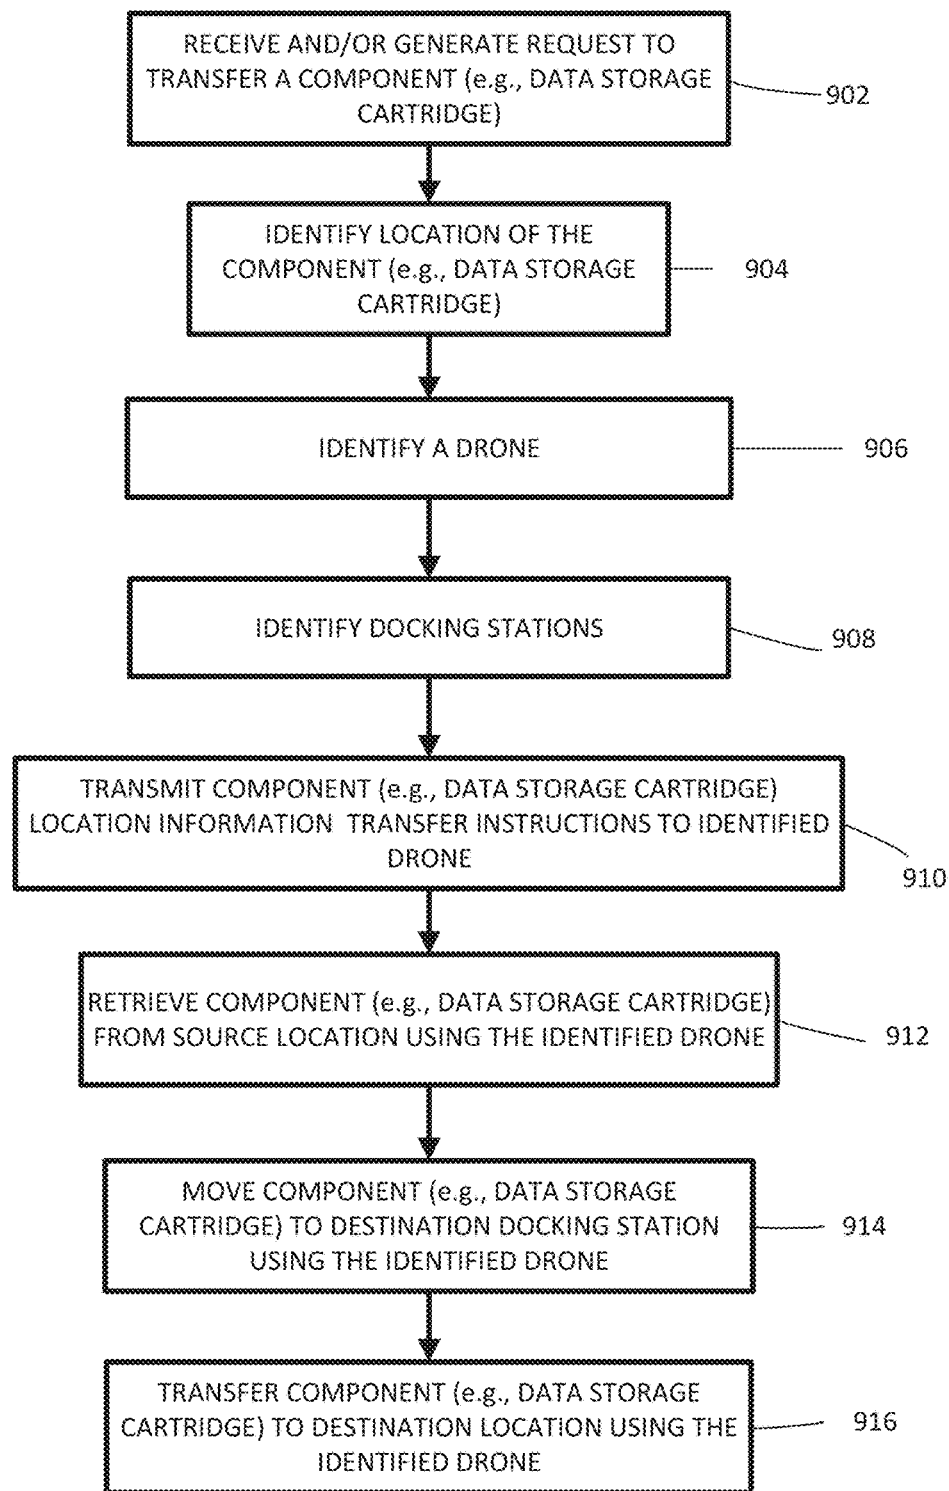 RECEIVE AND/OR GENERATE REQUEST TO
TRANSFER A COMPONENT (e.g., DATA STORAGE
CARTRIDGE)
902
IDENTIFY LOCATION OF THE
COMPONENT (e.g., DATA STORAGE
CARTRIDGE)
904
IDENTIFY A DRONE
906
IDENTIFY DOCKING STATIONS
908
TRANSMIT COMPONENT (e.g., DATA STORAGE CARTRIDGE)
LOCATION INFORMATION TRANSFER INSTRUCTIONS TO IDENTIFIED
DRONE
910
RETRIEVE COMPONENT (e.g., DATA STORAGE CARTRIDGE)
FROM SOURCE LOCATION USING THE IDENTIFIED DRONE
912
MOVE COMPONENT (e.g., DATA STORAGE
CARTRIDGE) TO DESTINATION DOCKING STATION
USING THE IDENTIFIED DRONE
914
TRANSFER COMPONENT (e.g., DATA STORAGE
CARTRIDGE) TO DESTINATION LOCATION USING THE
IDENTIFIED DRONE
916